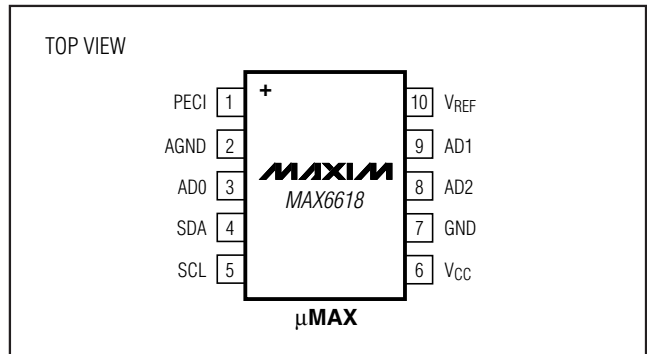 TOP VIEW
PECI 1 + 10 VREF
AGND 2 9 AD1
AD0 3 MAXIM 8 AD2
MAX6618
SDA 4 7 GND
SCL 5 6 VCC
μMAX